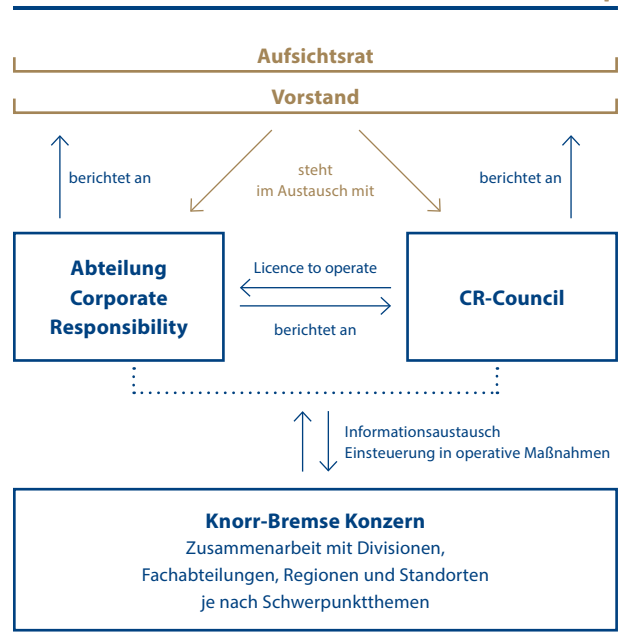 Aufsichtsrat
Vorstand
berichtet an
steht
im Austausch mit
berichtet an
Abteilung
Corporate
Responsibility
Licence to operate
berichtet an
CR-Council
Informationsaustausch
Einsteuerung in operative Maßnahmen
Knorr-Bremse Konzern
Zusammenarbeit mit Divisionen,
Fachabteilungen, Regionen und Standorten
je nach Schwerpunktthemen